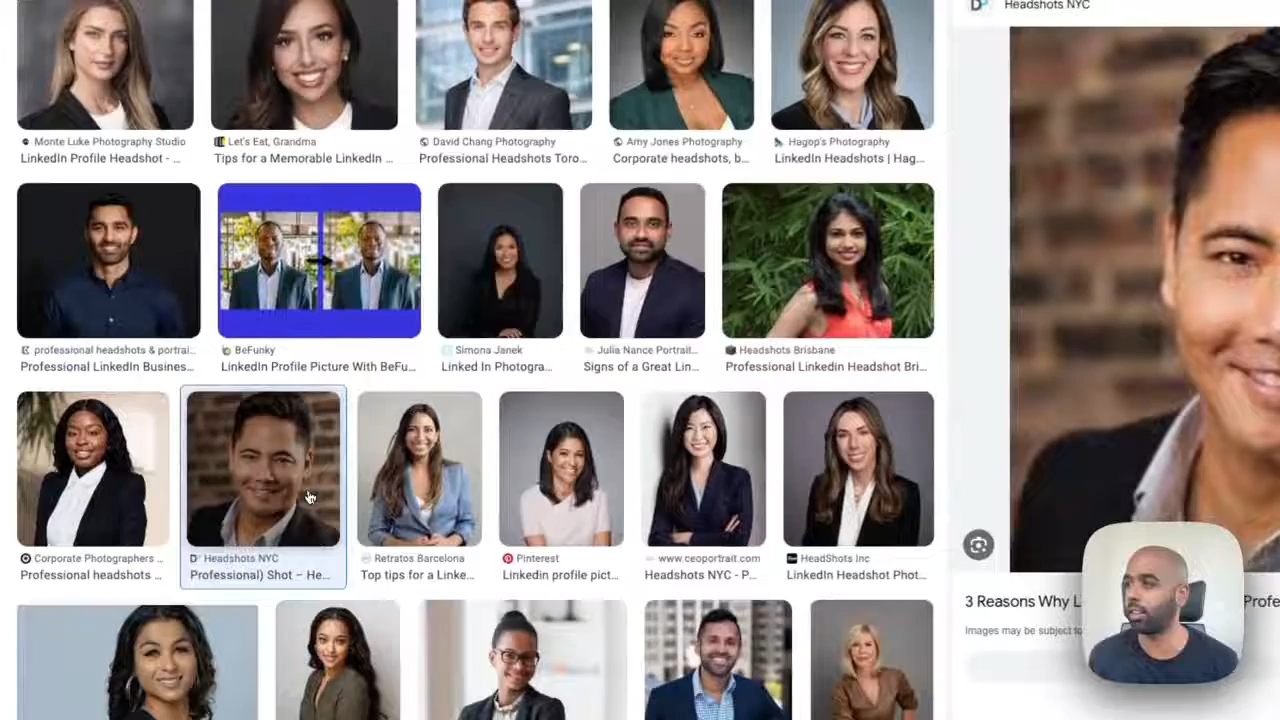 Headshots NYC
Monte Luke Photography Studio
LinkedIn Profile Headshot - ...
Let's Eat, Grandma
Tips for a Memorable LinkedIn ...
David Chang Photography
Professional Headshots Toro...
Amy Jones Photography
Corporate headshots, b...
Hagop's Photography
LinkedIn Headshots | Hag...
professional headshots & portrai...
Professional LinkedIn Busines...
BeFunky
LinkedIn Profile Picture With BeFu...
Simona Janek
Linked In Photogra...
Julia Nance Portrait...
Signs of a Great Lin...
Headshots Brisbane
Professional Linkedin Headshot Bri...
Corporate Photographers ...
Professional headshots ...
Headshots NYC
Professional) Shot – He...
Retratos Barcelona
Top tips for a Linke...
Pinterest
Linkedin profile pict...
www.ceoportrait.com
Headshots NYC - P...
HeadShots Inc
LinkedIn Headshot Phot...
3 Reasons Why L
Profe
Images may be subject to